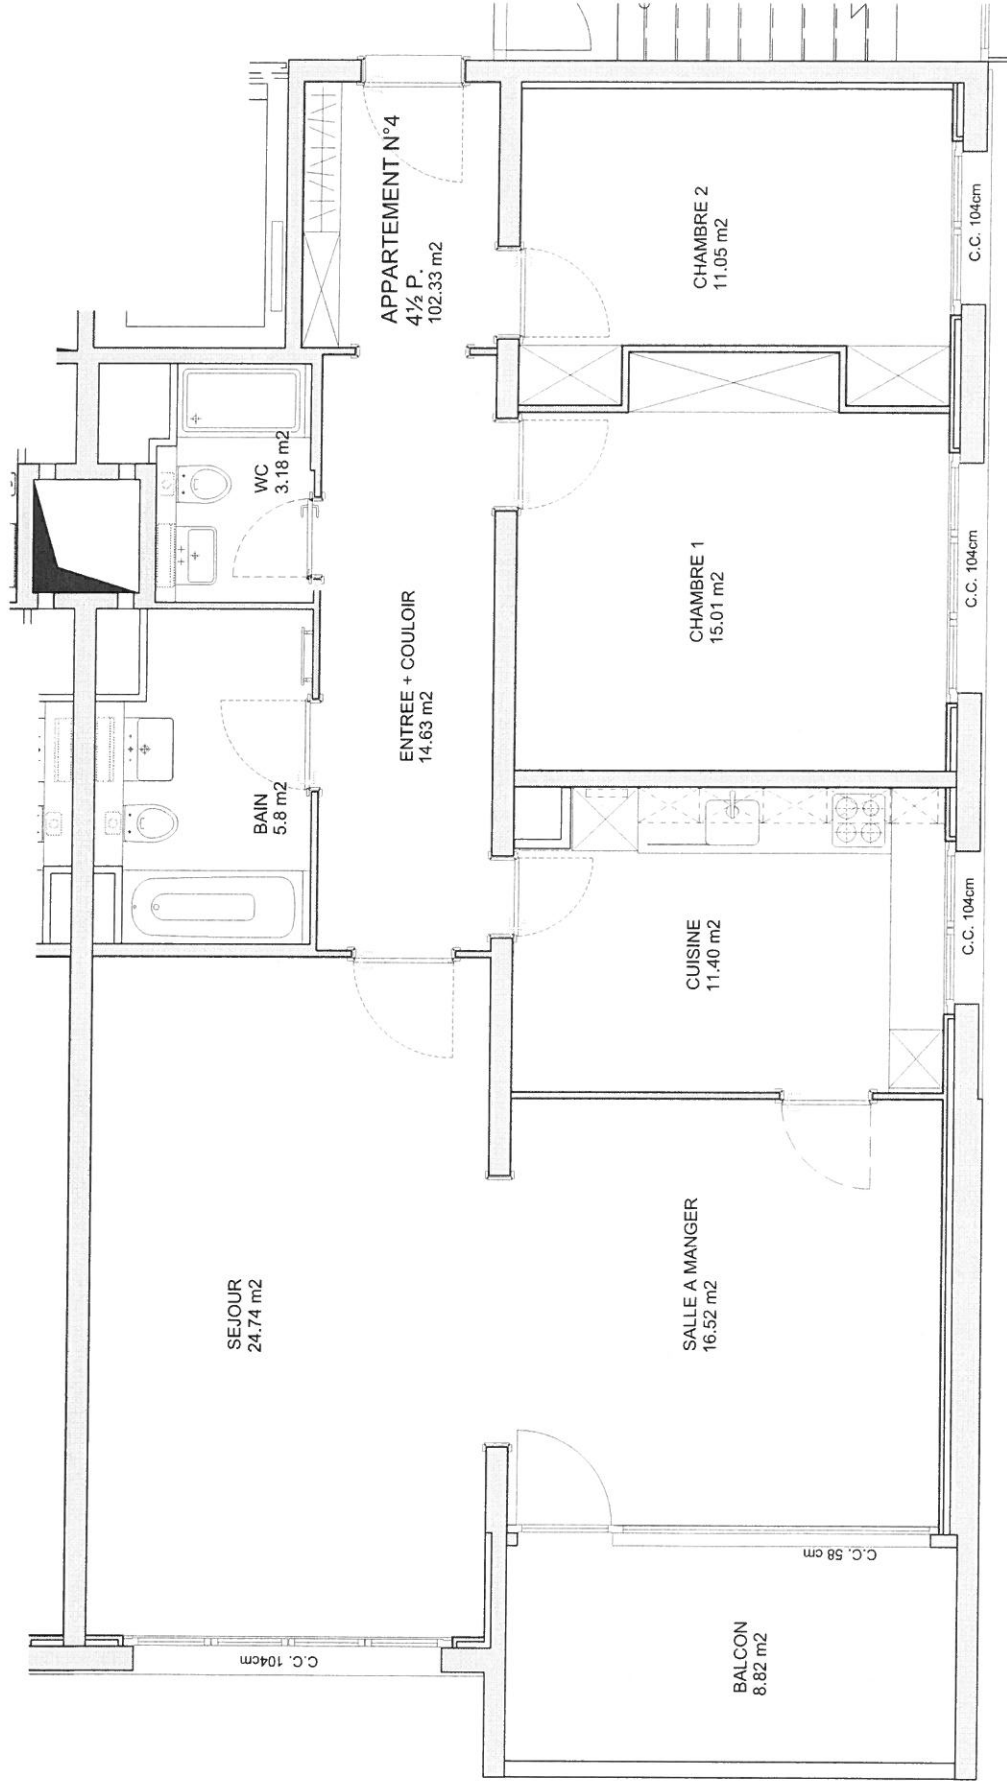 APPARTEMENT N°4
4½ P.
102.33 m2
CHAMBRE 2
11.05 m2
C.C. 104cm
WC
3.18 m2
CHAMBRE 1
15.01 m2
C.C. 104cm
ENTREE + COULOIR
14.63 m2
BAIN
5.8 m2
CUISINE
11.40 m2
C.C. 104cm
SEJOUR
24.74 m2
SALLE A MANGER
16.52 m2
C.C. 58 cm
C.C. 104cm
BALCON
8.82 m2